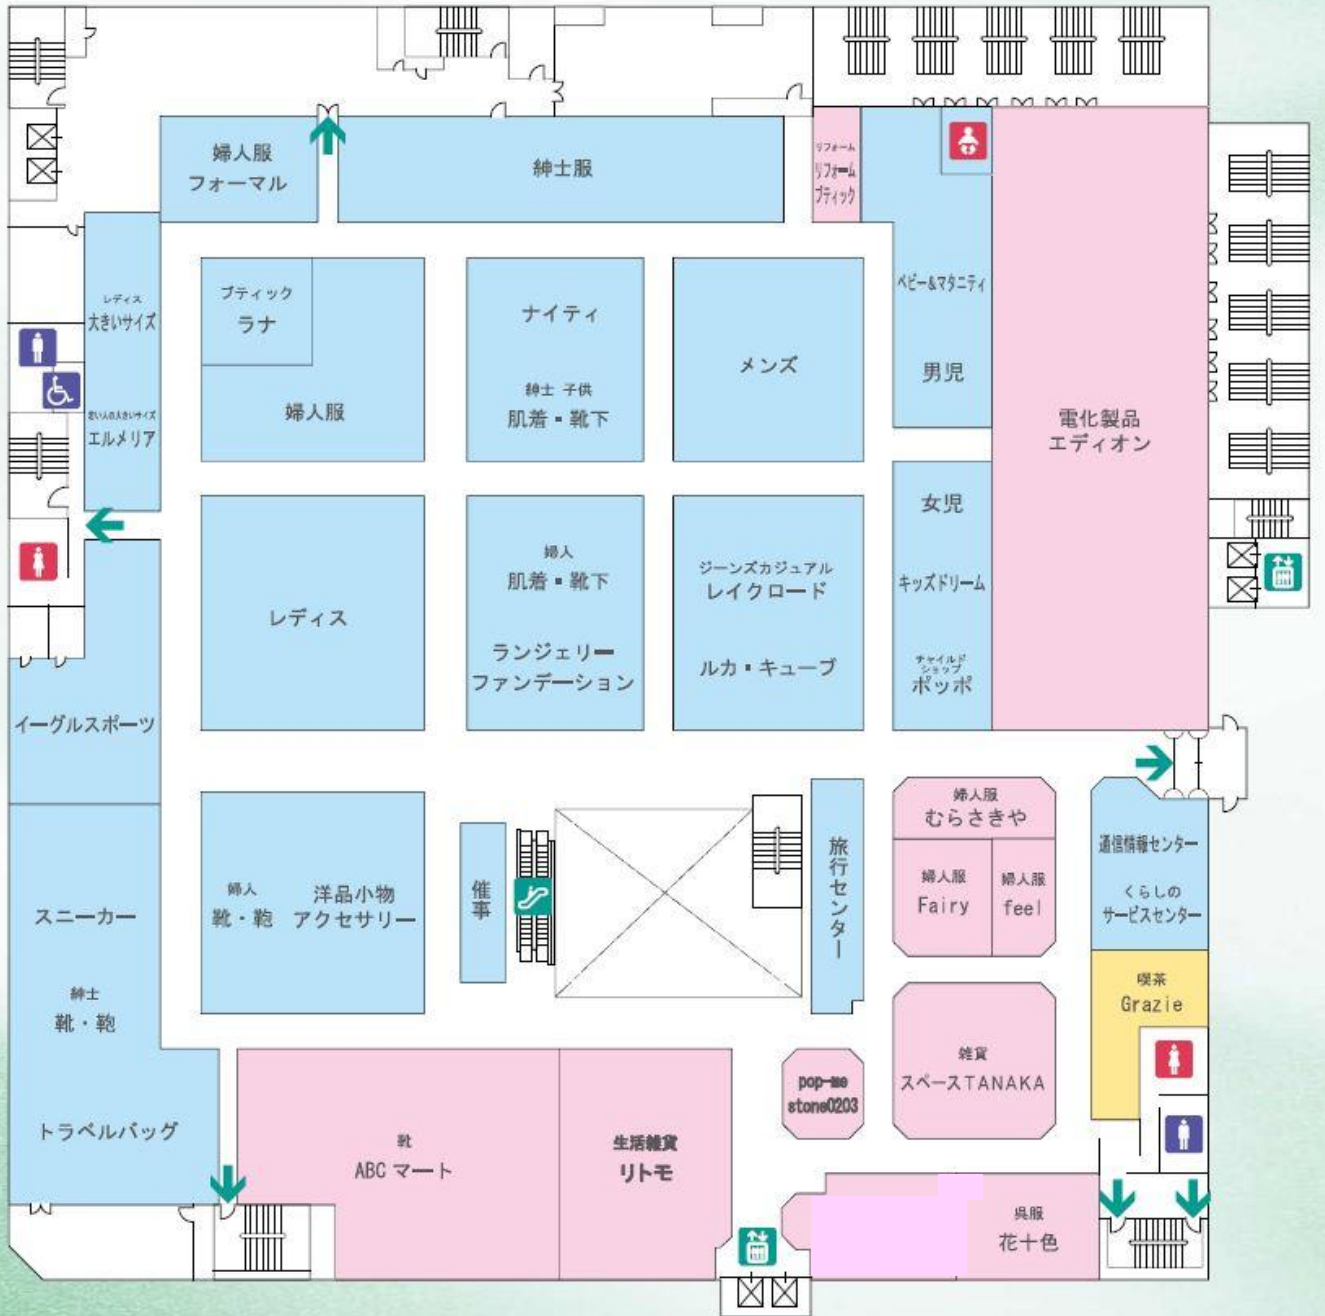 婦人服
フォーマル
紳士服
リフォーム
リフォーム
ブティック
レディス
大きいサイズ
若い人の大きいサイズ
エルメリア
ブティック
ラナ
婦人服
ナイティ
紳士 子供
肌着・靴下
メンズ
ベビー&マタニティ
男児
電化製品
エディオン
レディス
婦人
肌着・靴下
ランジェリー
ファンデーション
ジーンズカジュアル
レイクロード
ルカ・キューブ
女児
キッズドリーム
チャイルド
ショップ
ポッポ
イーグルスポーツ
スニーカー
紳士
靴・鞄
トラベルバッグ
婦人
靴・鞄
洋品小物
アクセサリー
催事
旅行センター
婦人服
むらさきや
婦人服
Fairy
婦人服
feel
通信情報センター
くらしの
サービスセンター
喫茶
Grazie
雑貨
スペースTANAKA
pop-me
stone0203
靴
ABC マート
生活雑貨
リトモ
呉服
花十色